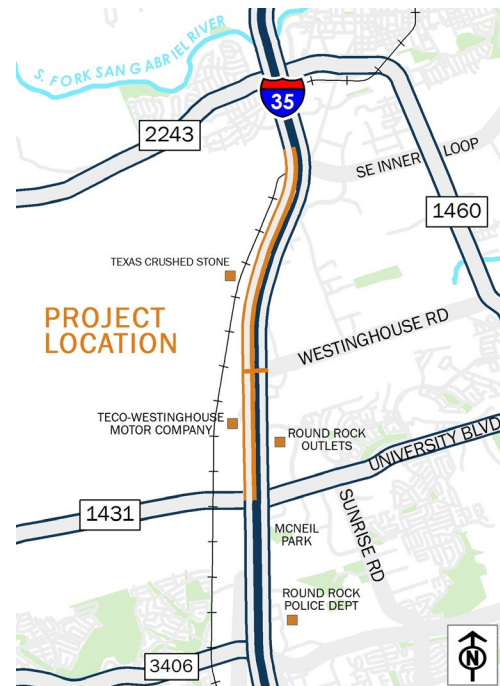 S. FORK SAN GABRIEL RIVER
35
2243
SE INNER LOOP
1460
TEXAS CRUSHED STONE
PROJECT
LOCATION
WESTINGHOUSE RD
TECO-WESTINGHOUSE
MOTOR COMPANY
ROUND ROCK
OUTLETS
UNIVERSITY BLVD
1431
SUNRISE RD
MCNEIL
PARK
ROUND ROCK
POLICE DEPT
3406
N